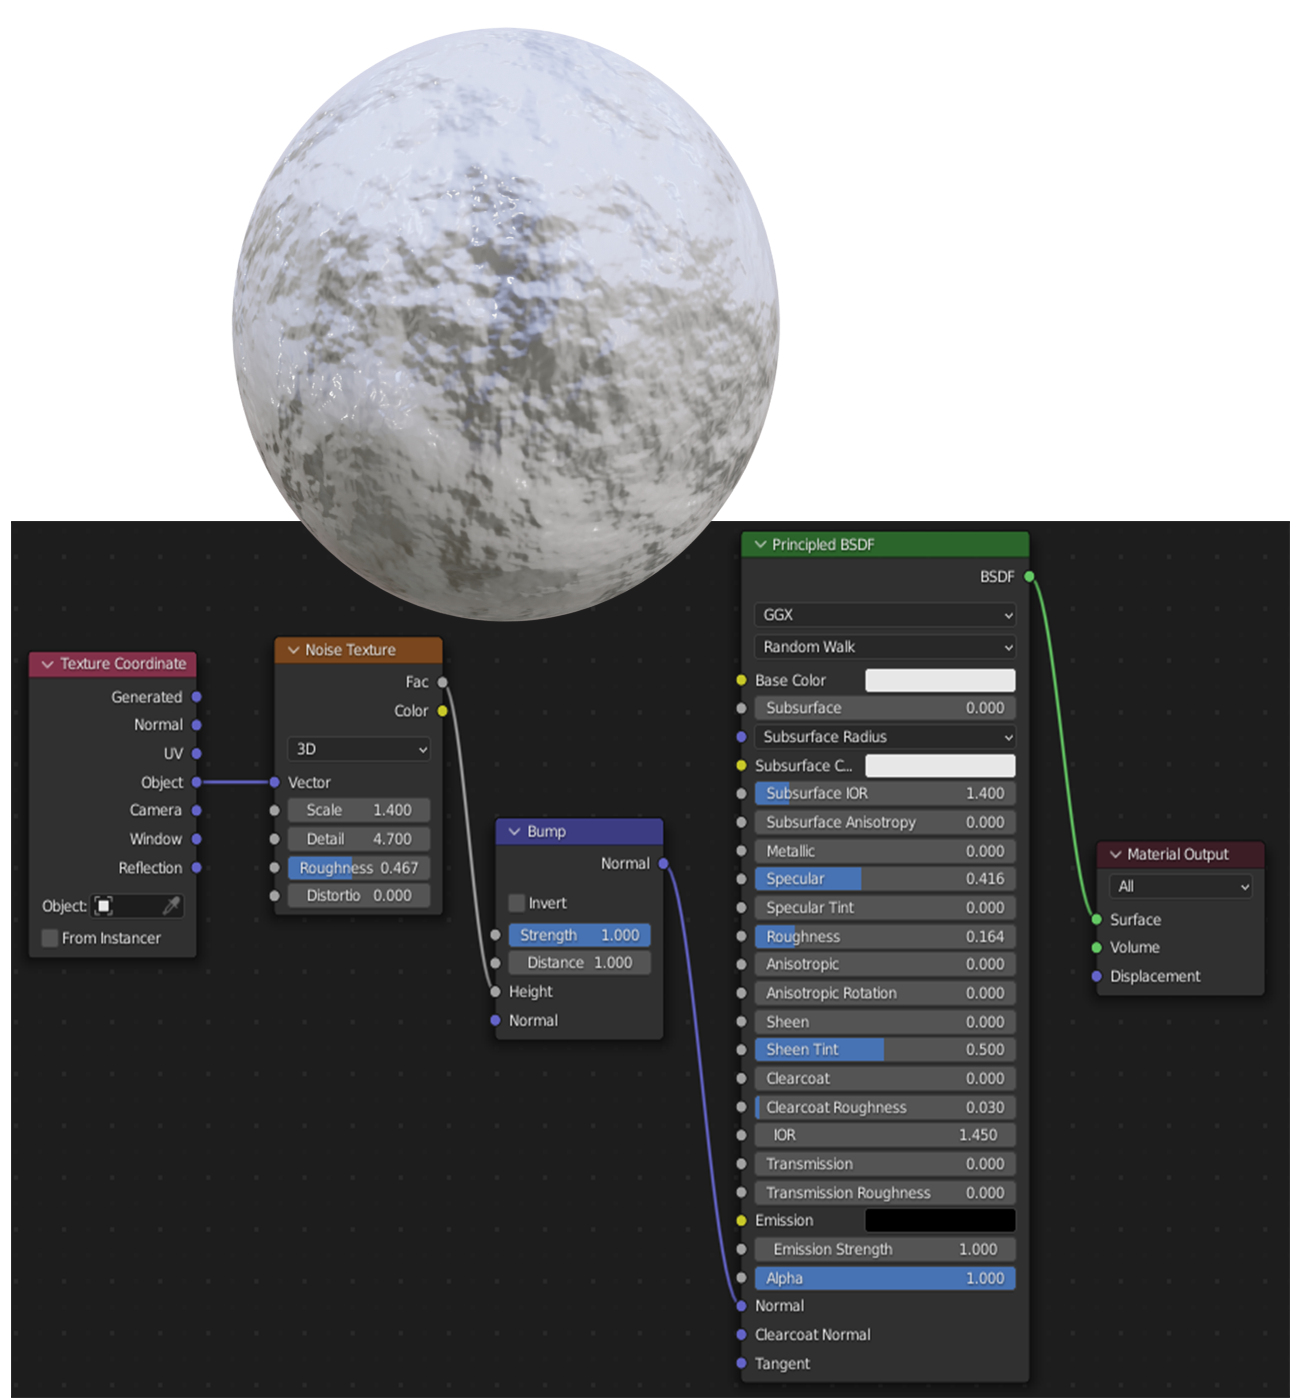 Texture Coordinate
Generated
Normal
UV
Object
Camera
Window
Reflection
Object:
From Instancer
Noise Texture
Fac
Color
3D
Vector
Scale 1.400
Detail 4.700
Roughness 0.467
Distortio 0.000
Bump
Normal
Invert
Strength 1.000
Distance 1.000
Height
Normal
Principled BSDF
BSDF
GGX
Random Walk
Base Color
Subsurface 0.000
Subsurface Radius
Subsurface C...
Subsurface IOR 1.400
Subsurface Anisotropy 0.000
Metallic 0.000
Specular 0.416
Specular Tint 0.000
Roughness 0.164
Anisotropic 0.000
Anisotropic Rotation 0.000
Sheen 0.000
Sheen Tint 0.500
Clearcoat 0.000
Clearcoat Roughness 0.030
IOR 1.450
Transmission 0.000
Transmission Roughness 0.000
Emission
Emission Strength 1.000
Alpha 1.000
Normal
Clearcoat Normal
Tangent
Material Output
All
Surface
Volume
Displacement